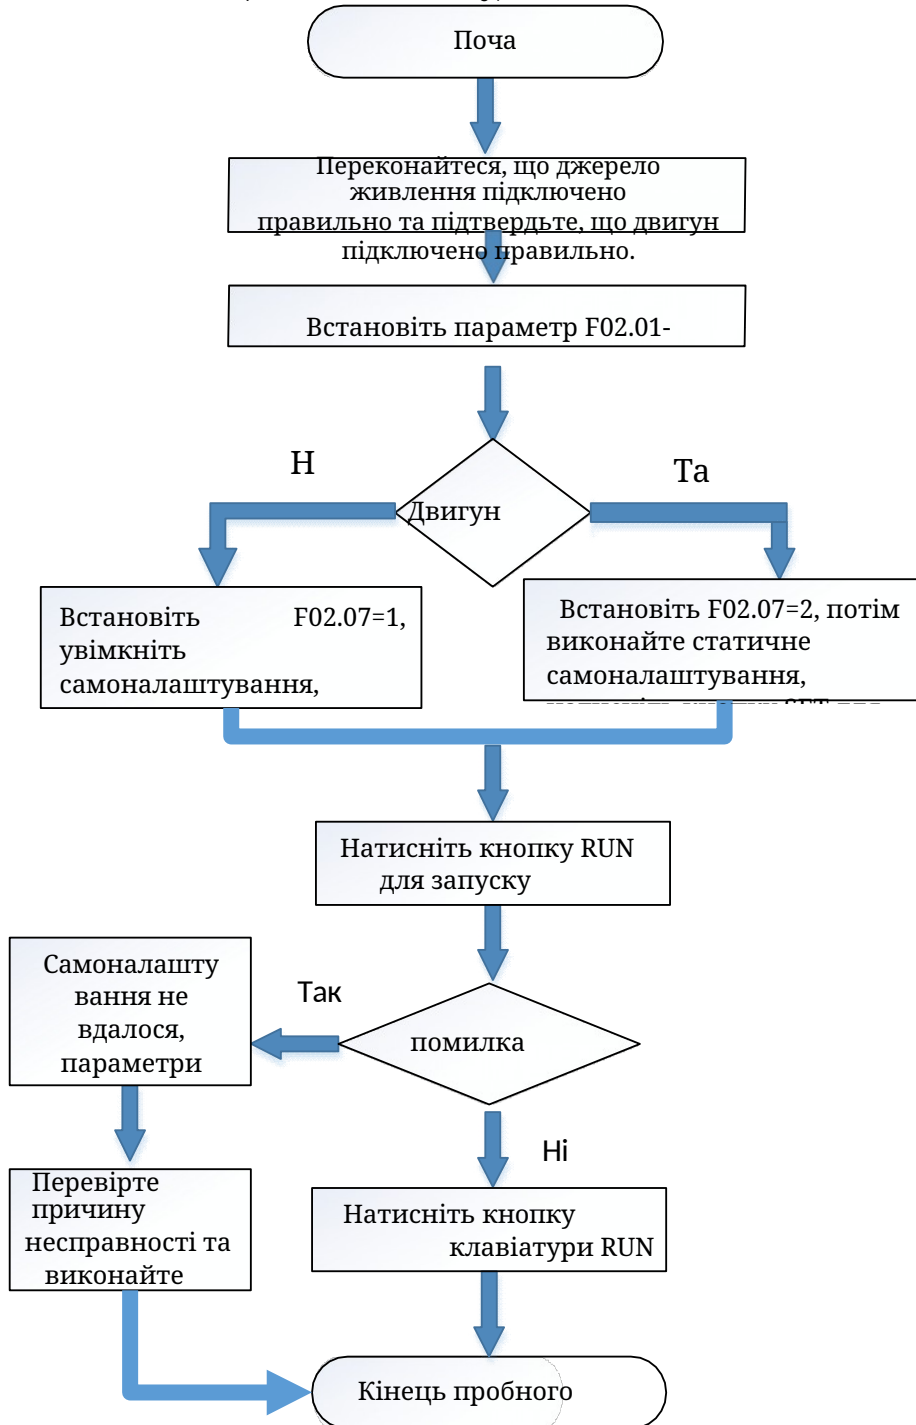 Поча
Переконайтеся, що джерело
живлення підключено
правильно та підтвердьте, що двигун
підключено правильно.
Встановіть параметр F02.01-
Н
Та
Двигун
Встановіть F02.07=1,
увімкніть
самоналаштування,
Встановіть F02.07=2, потім
виконайте статичне
самоналаштування,
Натисніть кнопку RUN
для запуску
Самоналашту
вання не
вдалося,
параметри
Так
помилка
Ні
Перевірте
причину
несправності та
виконайте
Натисніть кнопку
клавіатури RUN
Кінець пробного